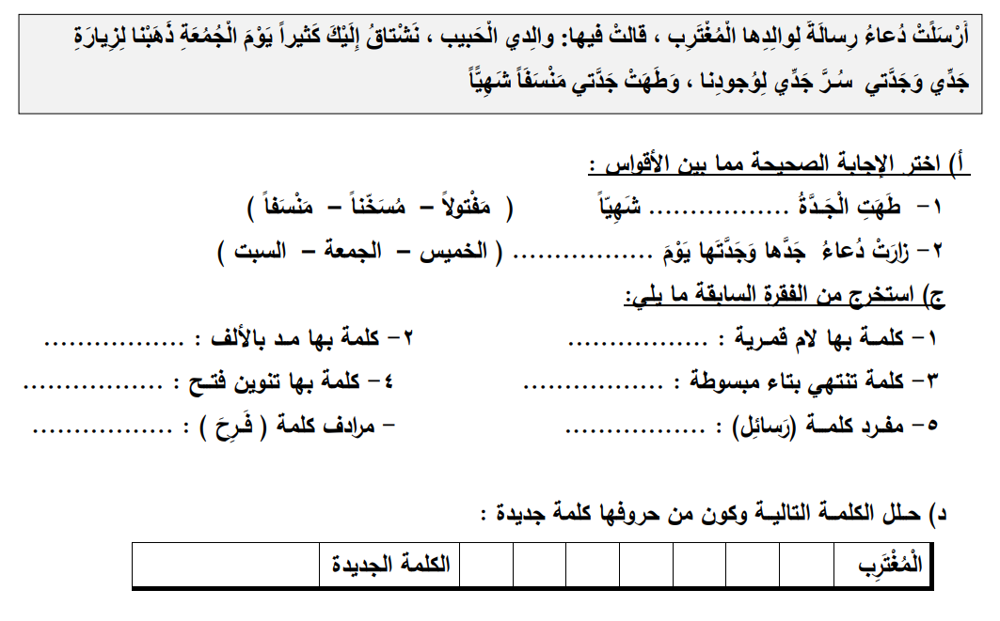 أَرْسَلَتْ دُعاءُ رِسالَةً لِوالِدِها الْمُغْتَرِب ، قالتْ فيها: والِدي الْحَبيب ، نَشْتاقُ إِلَيْكَ كَثيراً يَوْمَ الْجُمُعَةِ ذَهَبْنا لِزِيارَةِ
جَدِّي وَجَدَّتي سُرَّ جَدِّي لِوُجودِنا ، وَطَهَتْ جَدَّتي مَنْسَفَاً شَهِيَّاً
أ) اختر الإجابة الصحيحة مما بين الأقواس :
١- طَهَتِ الْجَدَّةُ ................. شَهِيّاً ( مَفْتولاً – مُسَخّناً – مَنْسَفاً )
٢- زارَتْ دُعاءُ جَدَّها وَجَدَّتَها يَوْمَ ................. ( الخميس – الجمعة – السبت )
ج) استخرج من الفقرة السابقة ما يلي:
١- كلمة بها لام قمرية : ................. ٢- كلمة بها مد بالألف : .................
٣- كلمة تنتهي بتاء مبسوطة : ................. ٤- كلمة بها تنوين فتح : .................
٥- مفرد كلمة (رَسائِل) : ................. - مرادف كلمة ( فَرِحَ ) : .................
د) حلل الكلمة التالية وكون من حروفها كلمة جديدة :
الْمُغْتَرِب الكلمة الجديدة